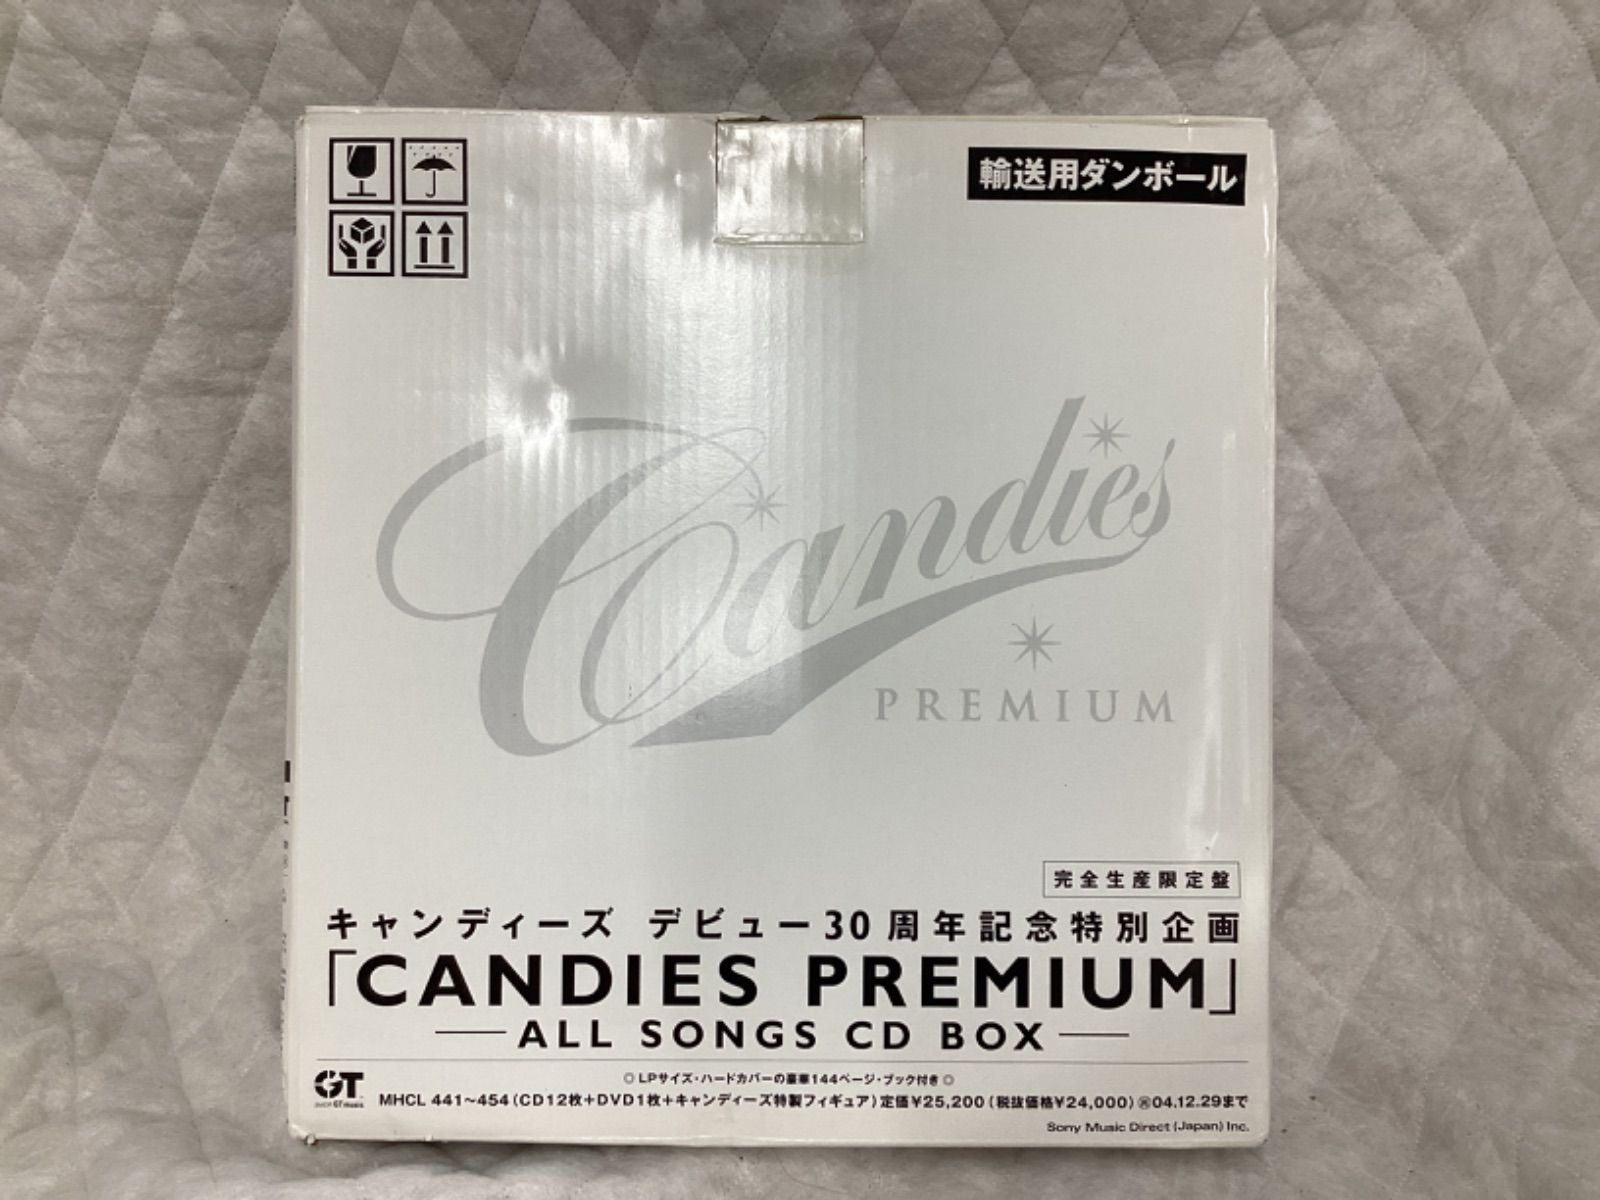 輸送用ダンボール
Candies
PREMIUM
完全生産限定盤
キャンディーズ デビュー30周年記念特別企画
「CANDIES PREMIUM」
ALL SONGS CD BOX
◎LPサイズ・ハードカバーの豪華144ページ・ブック付き◎
GT
MHCL 441~454(CD12枚+DVD1枚+キャンディーズ特製フィギュア)定価¥25,200(税抜価格¥24,000)㊐04.12.29まで
Sony Music Direct (Japan) Inc.